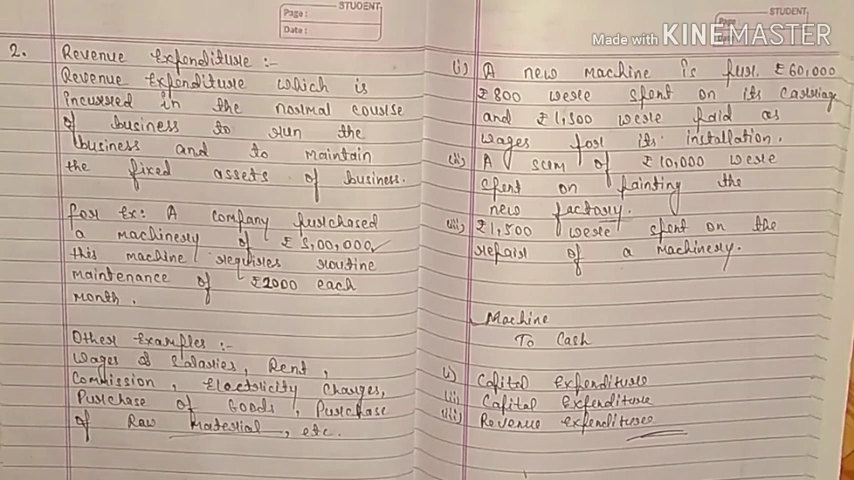 STUDENT
Page :
Date :
2. Revenue Expenditure :-
Revenue Expenditure which is
incurred in the normal course
of business to run the
business and to maintain
the fixed assets of business.
For Ex: A company purchased
a machinery of ₹ 5,00,000
this machine requires routine
maintenance of ₹2000 each
month.
Other Examples :-
Wages & Salaries, Rent,
Commission, Electricity Charges,
Purchase of Goods, Purchase
of Raw Material, etc.
STUDENT
Page
Made with KINEMASTER
(i) A new Machine is pur. ₹60,000
₹800 were spent on its Carriage
and ₹1,300 were paid as
wages for its installation.
(ii) A sum of ₹10,000 were
spent on painting the
new factory.
(iii) ₹1,500 were spent on the
repair of a machinery.
Machine
To Cash
i) Capital Expenditure
ii) Capital Expenditure
iii) Revenue Expenditure